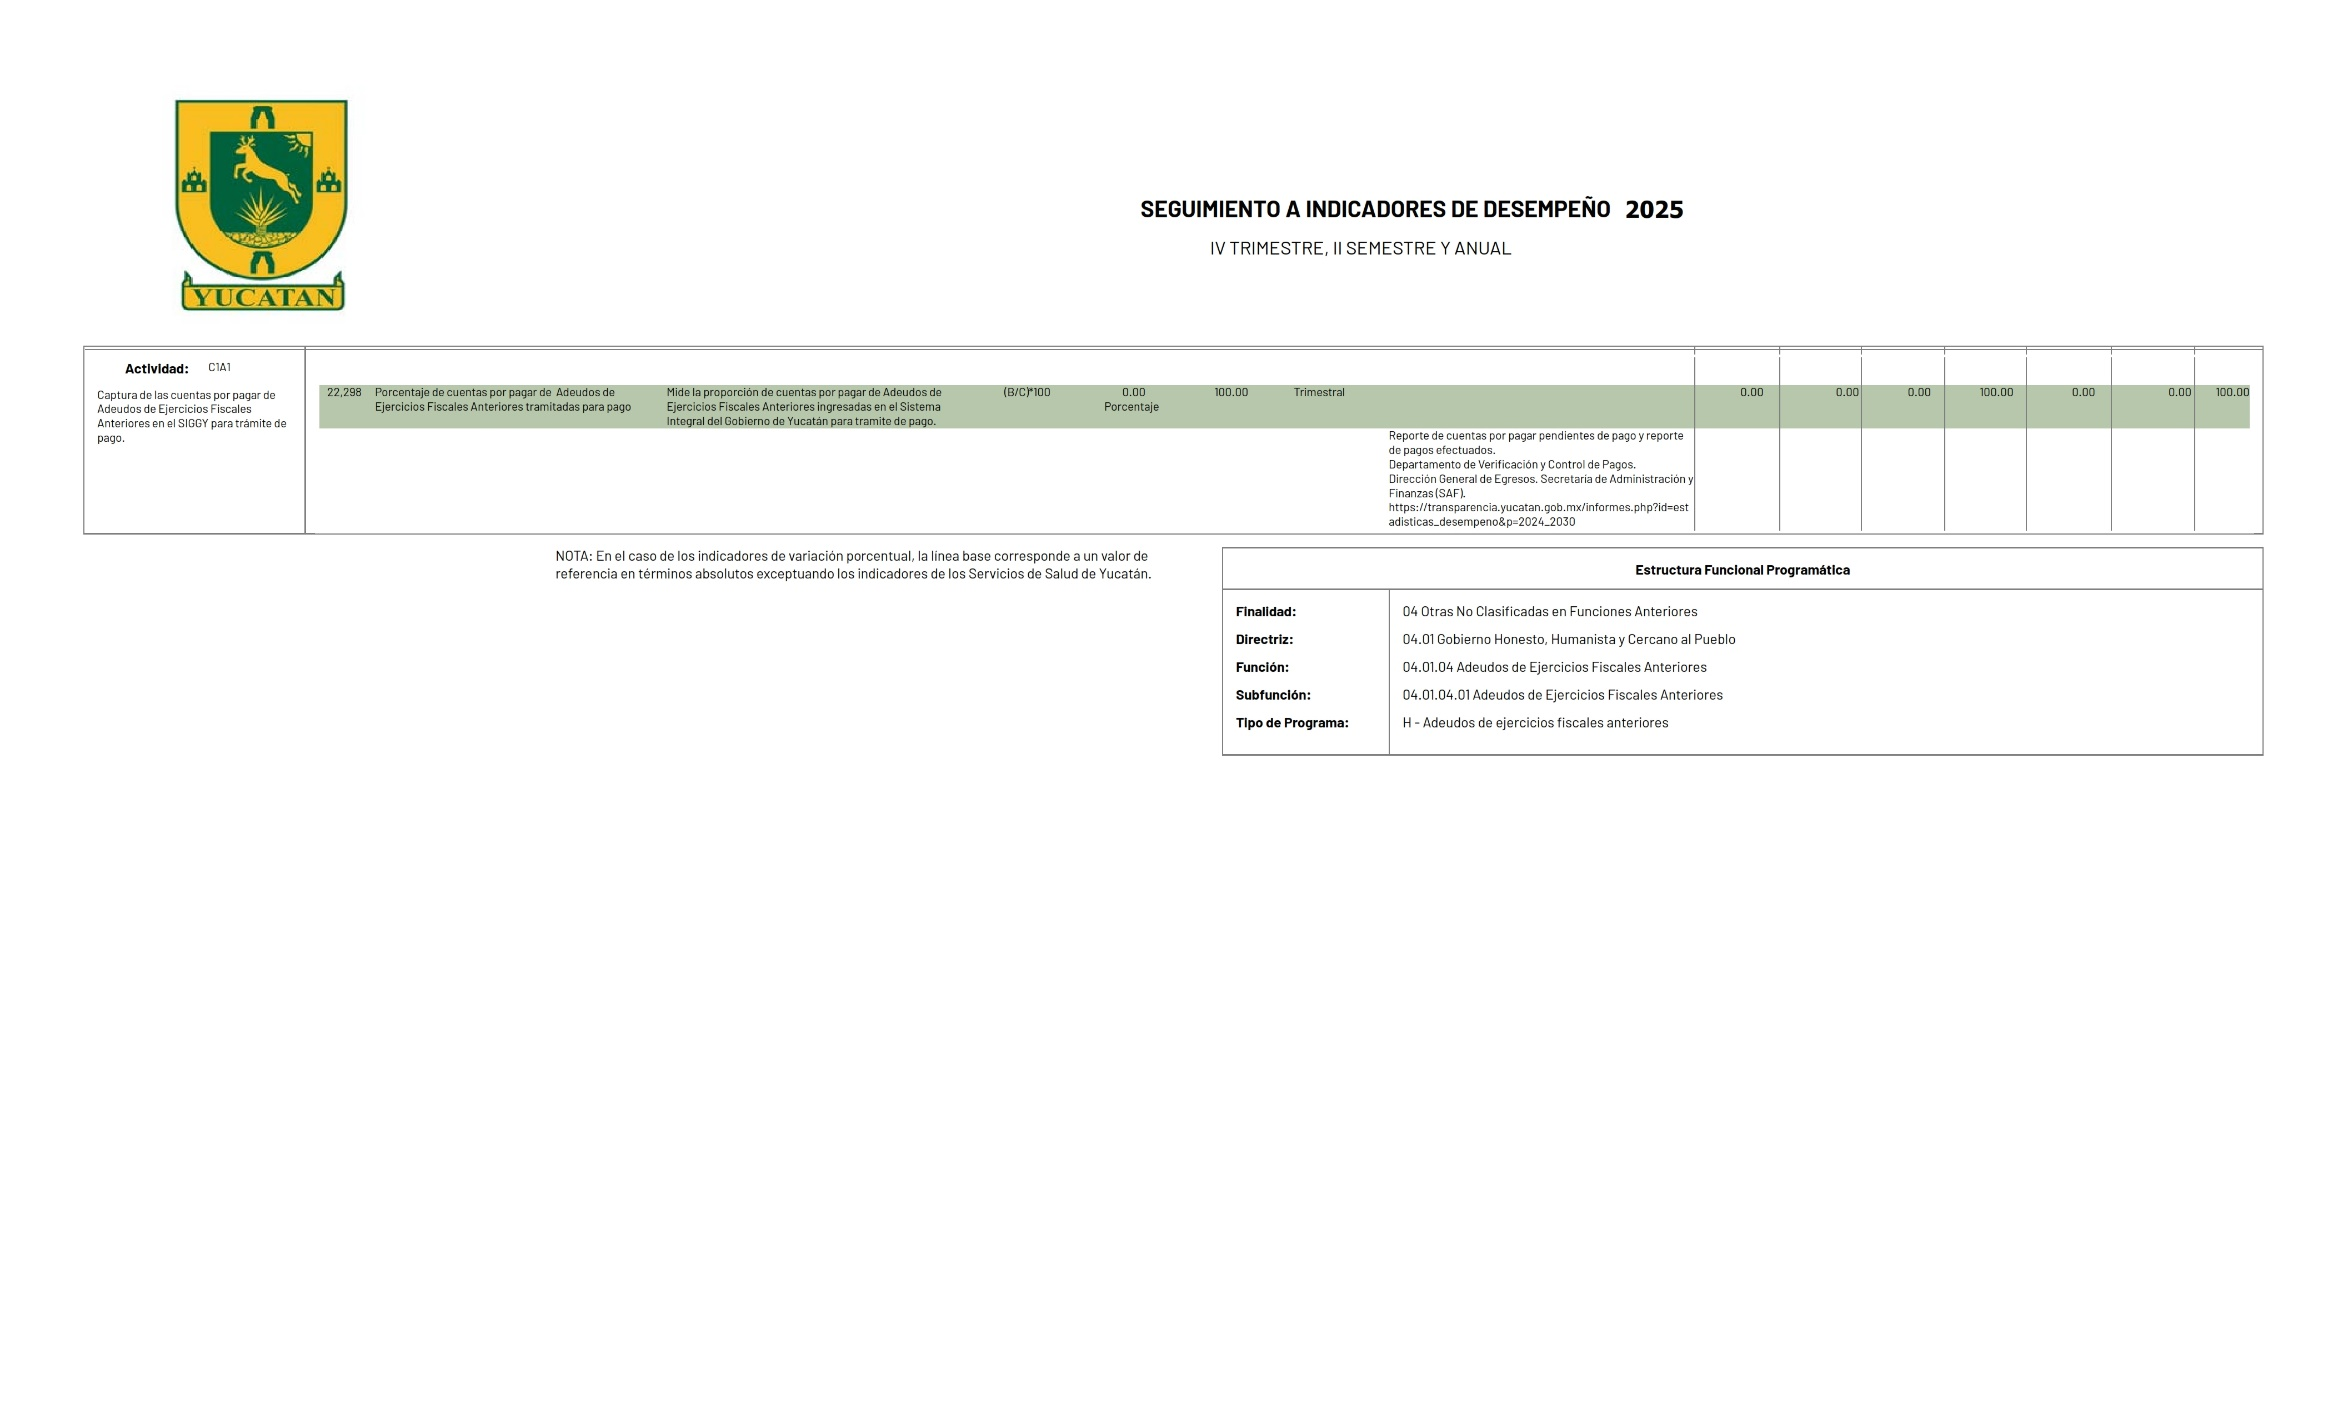 YUCATAN
SEGUIMIENTO A INDICADORES DE DESEMPEÑO 2025
IV TRIMESTRE, II SEMESTRE Y ANUAL
Actividad: C1A1
Captura de las cuentas por pagar de
Adeudos de Ejercicios Fiscales
Anteriores en el SIGGY para trámite de
pago.
22,298 Porcentaje de cuentas por pagar de Adeudos de
Ejercicios Fiscales Anteriores tramitadas para pago
Mide la proporción de cuentas por pagar de Adeudos de
Ejercicios Fiscales Anteriores ingresadas en el Sistema
Integral del Gobierno de Yucatán para tramite de pago.
(B/C)*100
0.00
Porcentaje
100.00
Trimestral
Reporte de cuentas por pagar pendientes de pago y reporte
de pagos efectuados.
Departamento de Verificación y Control de Pagos.
Dirección General de Egresos. Secretaría de Administración y
Finanzas (SAF).
https://transparencia.yucatan.gob.mx/informes.php?id=est
adisticas_desempeno&p=2024_2030
0.00 0.00 0.00 100.00 0.00 0.00 100.00
NOTA: En el caso de los indicadores de variación porcentual, la línea base corresponde a un valor de
referencia en términos absolutos exceptuando los indicadores de los Servicios de Salud de Yucatán.
Estructura Funcional Programática
Finalidad: 04 Otras No Clasificadas en Funciones Anteriores
Directriz: 04.01 Gobierno Honesto, Humanista y Cercano al Pueblo
Función: 04.01.04 Adeudos de Ejercicios Fiscales Anteriores
Subfunción: 04.01.04.01 Adeudos de Ejercicios Fiscales Anteriores
Tipo de Programa: H - Adeudos de ejercicios fiscales anteriores